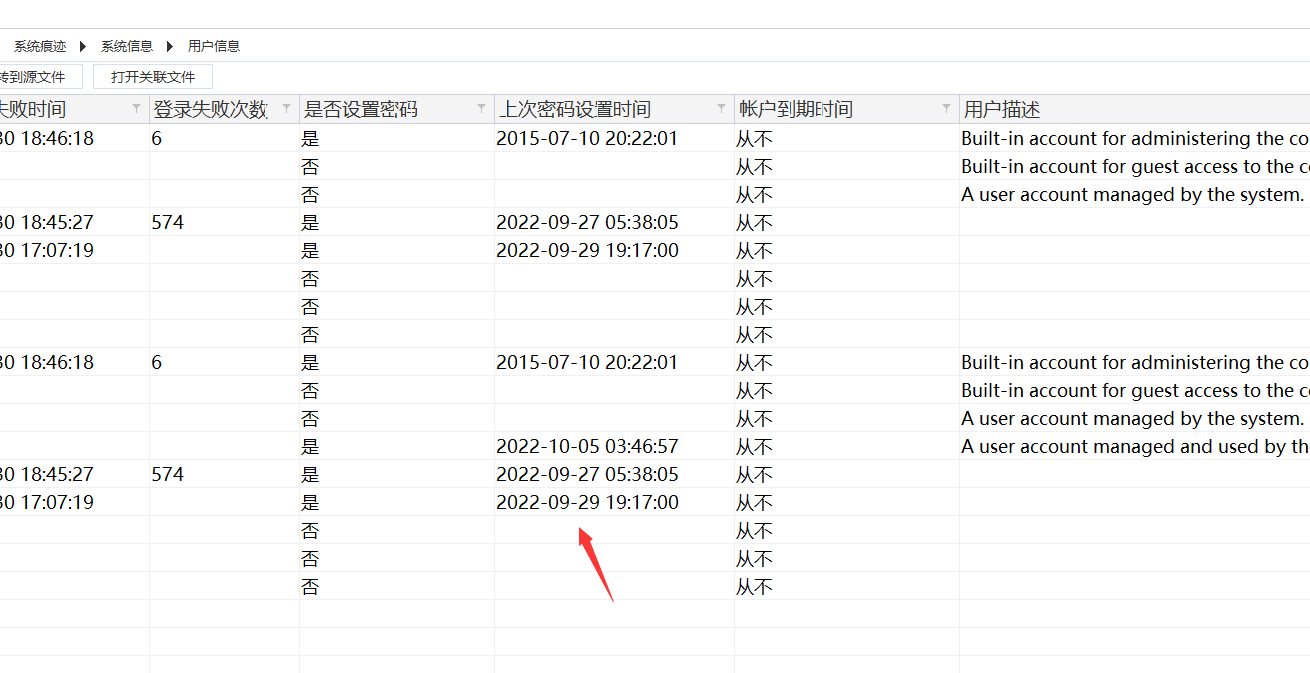 系统痕迹 系统信息 用户信息
转到源文件 打开关联文件
失败时间 登录失败次数 是否设置密码 上次密码设置时间 帐户到期时间 用户描述
30 18:46:18 6 是 2015-07-10 20:22:01 从不 Built-in account for administering the co
否 从不 Built-in account for guest access to the c
否 从不 A user account managed by the system.
30 18:45:27 574 是 2022-09-27 05:38:05 从不
30 17:07:19 是 2022-09-29 19:17:00 从不
否 从不
否 从不
否 从不
30 18:46:18 6 是 2015-07-10 20:22:01 从不 Built-in account for administering the co
否 从不 Built-in account for guest access to the c
否 从不 A user account managed by the system.
是 2022-10-05 03:46:57 从不 A user account managed and used by th
30 18:45:27 574 是 2022-09-27 05:38:05 从不
30 17:07:19 是 2022-09-29 19:17:00 从不
否 从不
否 从不
否 从不